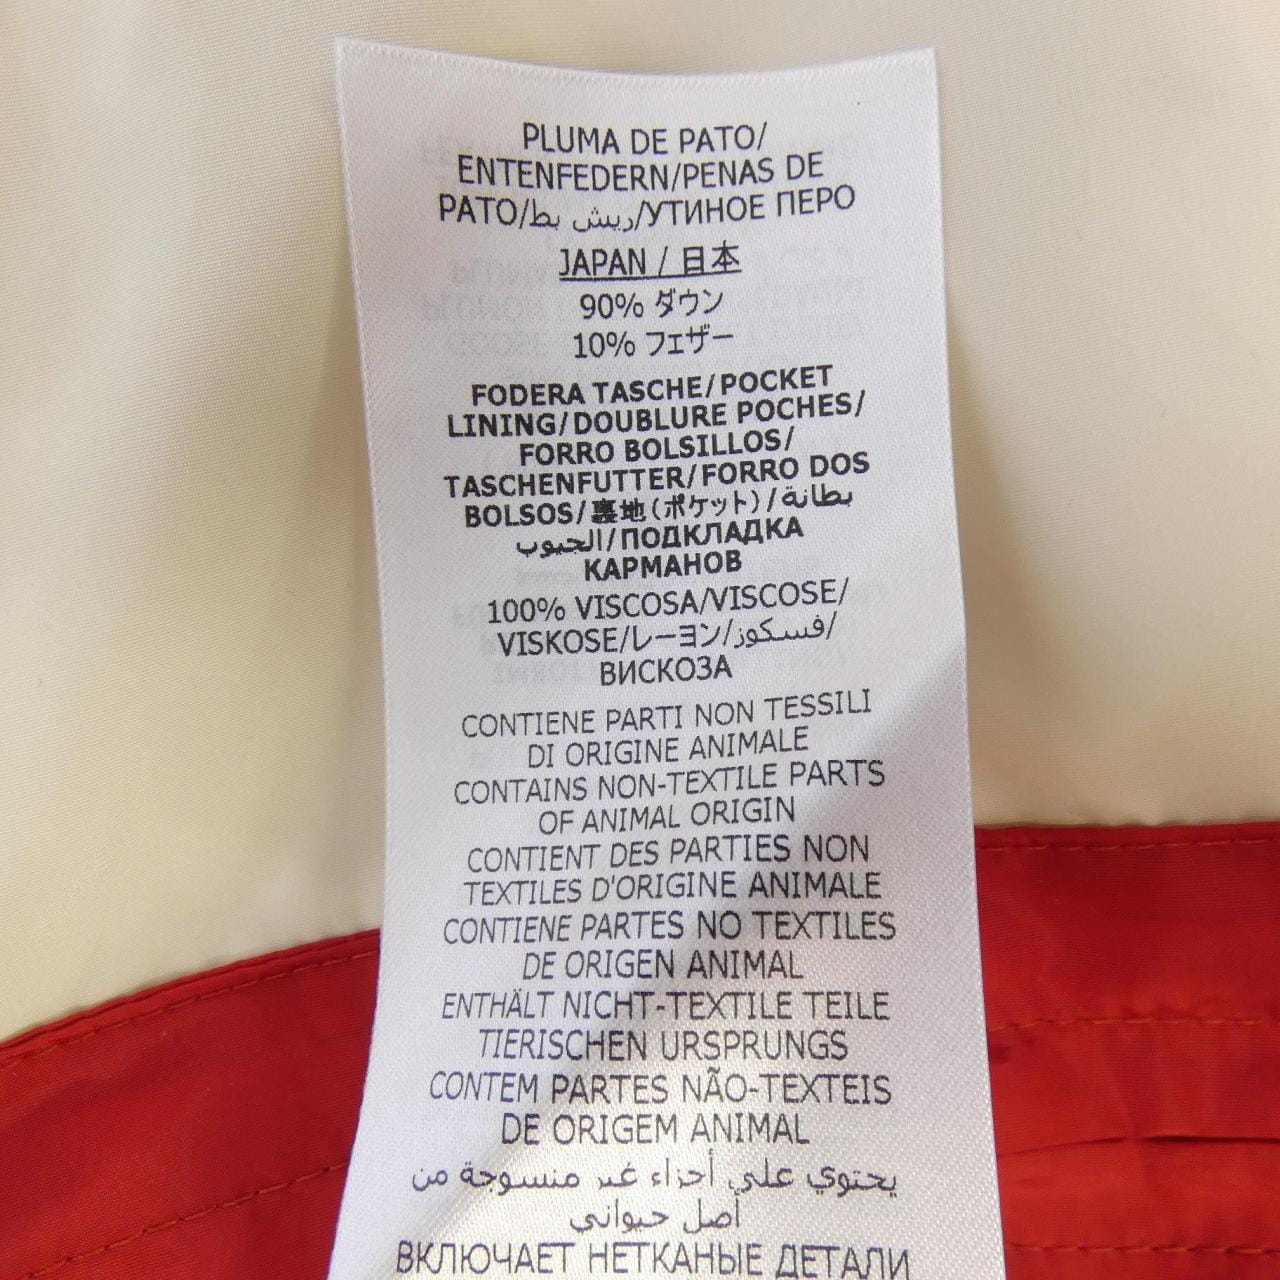 PLUMA DE PATO/
ENTENFEDERN/PENAS DE
PATO/ريش بط/УТИНОЕ ПЕРО
JAPAN / 日本
90% ダウン
10% フェザー
FODERA TASCHE/POCKET
LINING/DOUBLURE POCHES/
FORRO BOLSILLOS/
TASCHENFUTTER/FORRO DOS
BOLSOS/裏地(ポケット)/بطانة
الجيوب/ПОДКЛАДКА
КАРМАНОВ
100% VISCOSA/VISCOSE/
VISKOSE/レーヨン/فسكوز/
ВИСКОЗА
CONTIENE PARTI NON TESSILI
DI ORIGINE ANIMALE
CONTAINS NON-TEXTILE PARTS
OF ANIMAL ORIGIN
CONTIENT DES PARTIES NON
TEXTILES D'ORIGINE ANIMALE
CONTIENE PARTES NO TEXTILES
DE ORIGEN ANIMAL
ENTHÄLT NICHT-TEXTILE TEILE
TIERISCHEN URSPRUNGS
CONTEM PARTES NÃO-TEXTEIS
DE ORIGEM ANIMAL
يحتوي علي أجزاء غير منسوجة من
أصل حيواني
ВКЛЮЧАЕТ НЕТКАНЫЕ ДЕТАЛИ